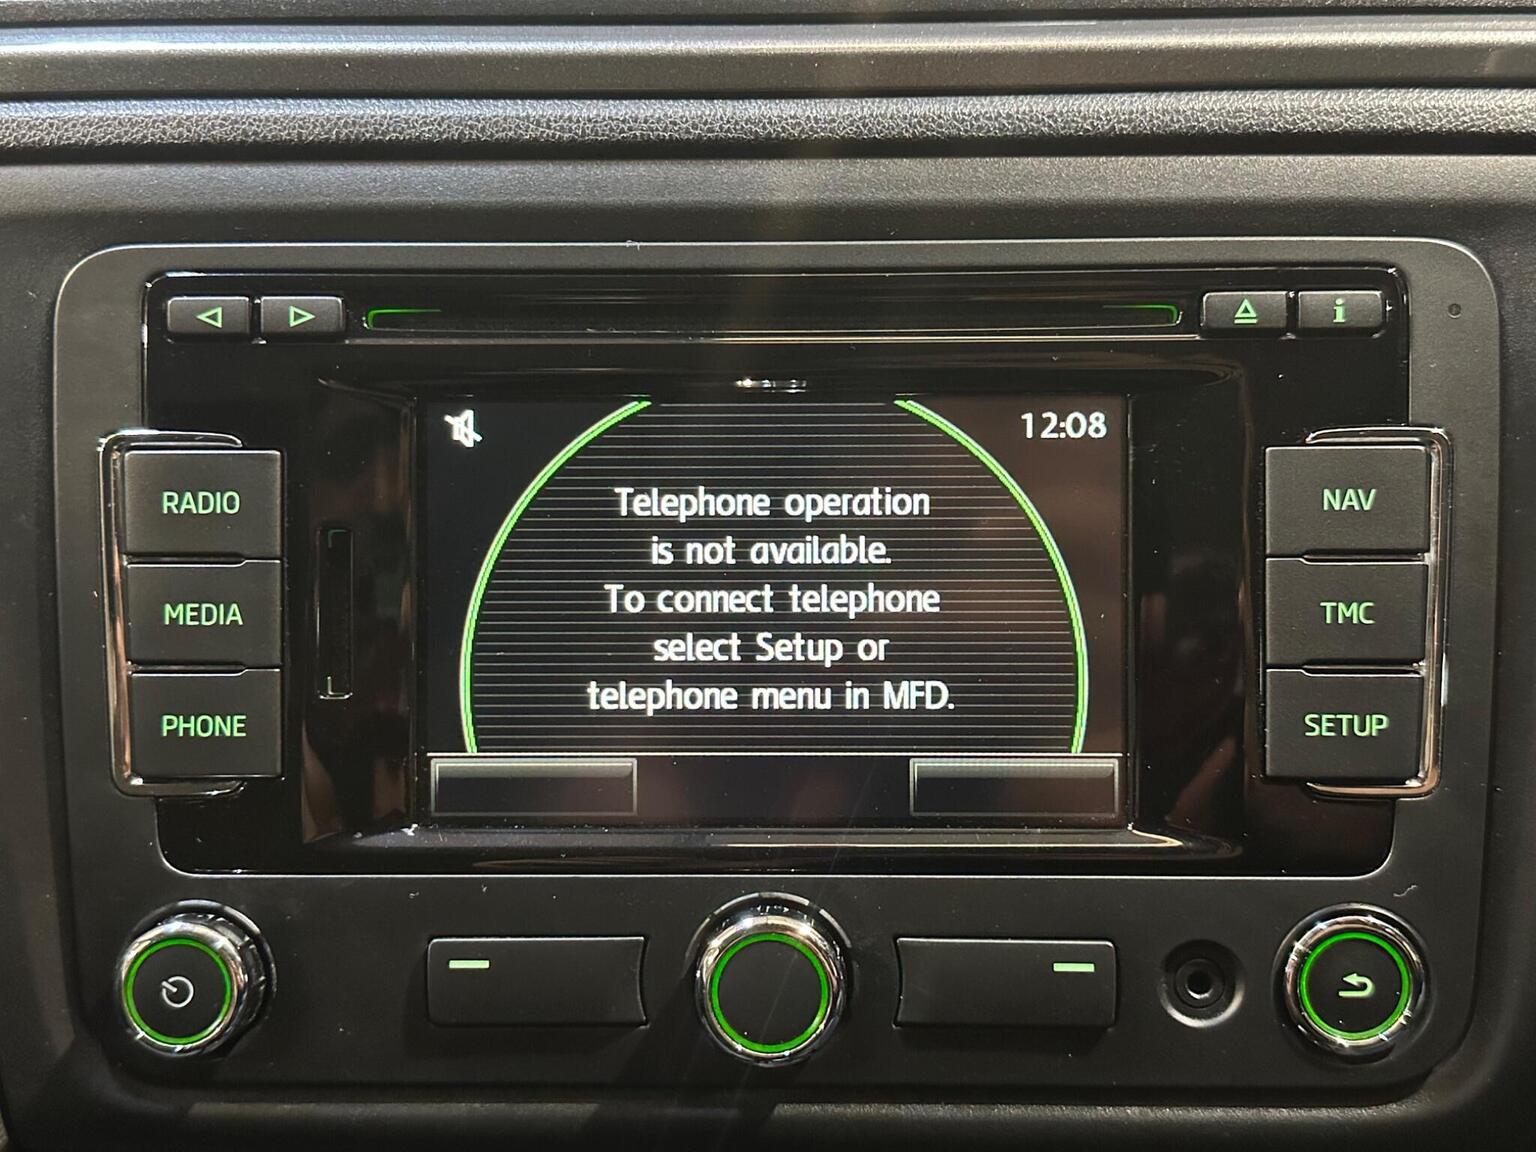 i
12:08
RADIO
MEDIA
PHONE
Telephone operation
is not available.
To connect telephone
select Setup or
telephone menu in MFD.
NAV
TMC
SETUP